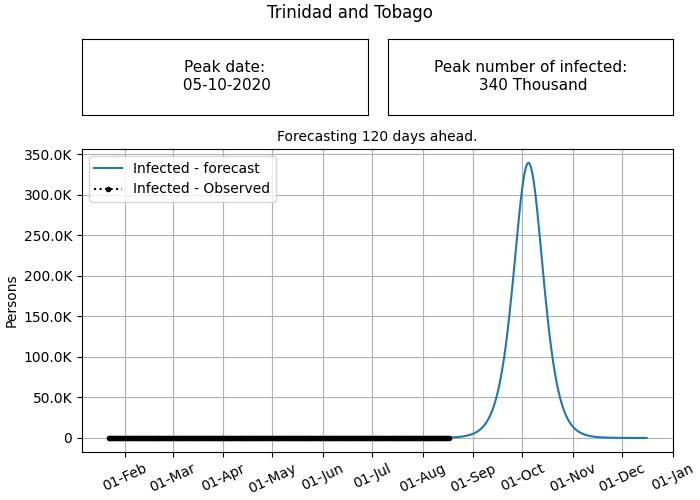 Trinidad and Tobago
Peak date:
05-10-2020
Peak number of infected:
340 Thousand
Forecasting 120 days ahead.
Infected - forecast
Infected - Observed
Persons
350.0K
300.0K
250.0K
200.0K
150.0K
100.0K
50.0K
0
01-Feb
01-Mar
01-Apr
01-May
01-Jun
01-Jul
01-Aug
01-Sep
01-Oct
01-Nov
01-Dec
01-Jan